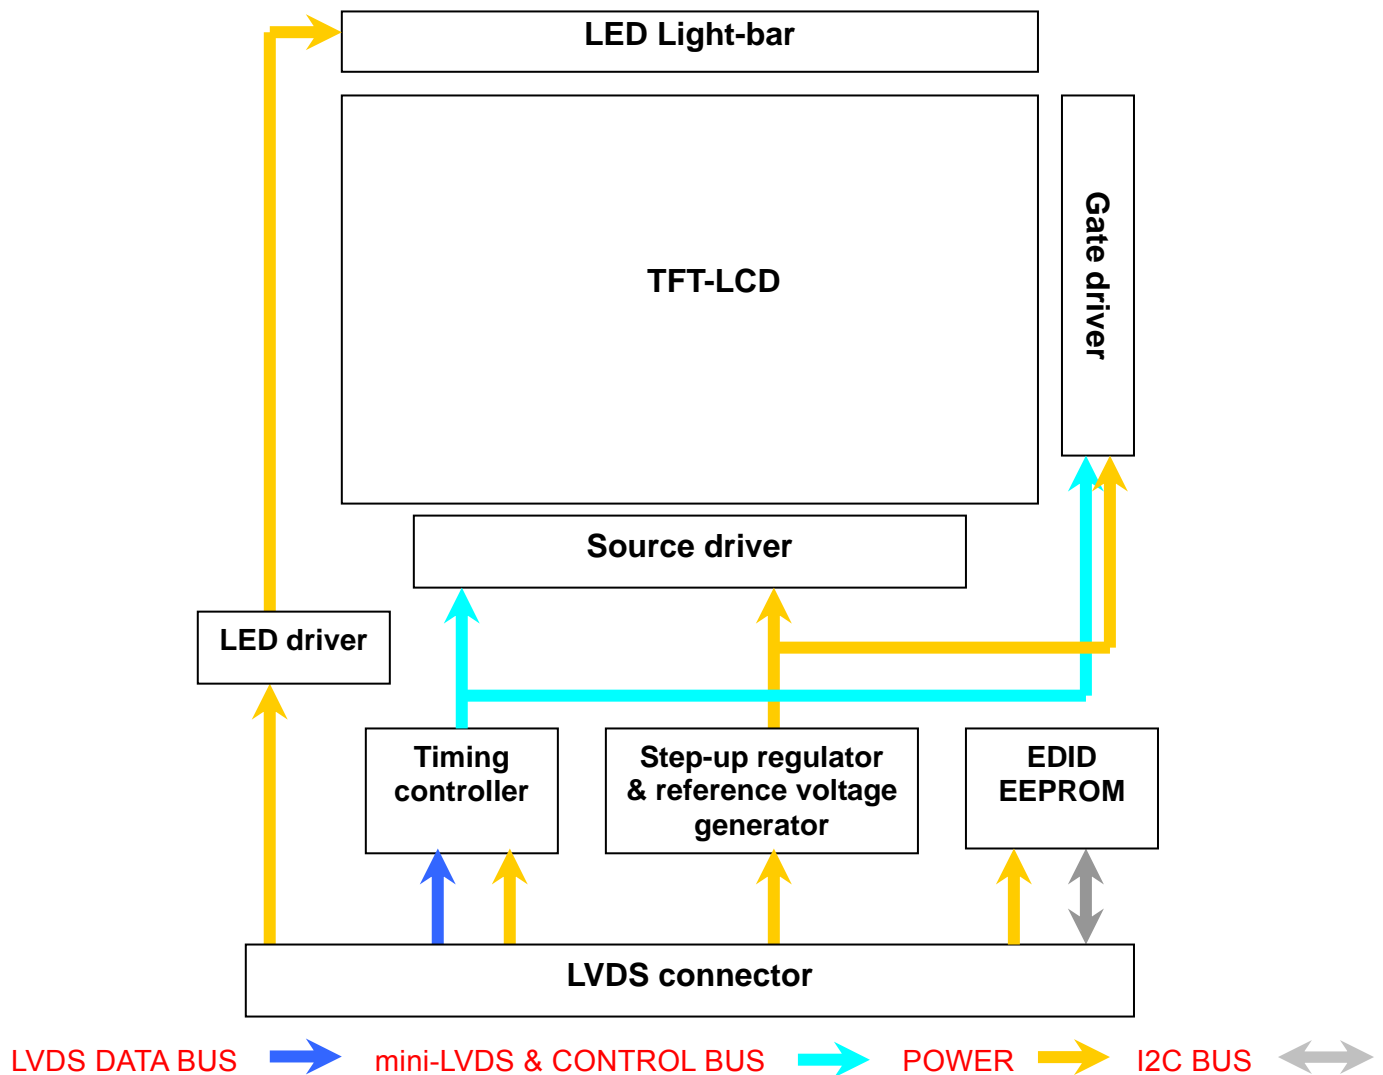 LED Light-bar
TFT-LCD
Gate driver
Source driver
LED driver
Timing
controller
Step-up regulator
& reference voltage
generator
EDID
EEPROM
LVDS connector
LVDS DATA BUS mini-LVDS & CONTROL BUS POWER I2C BUS